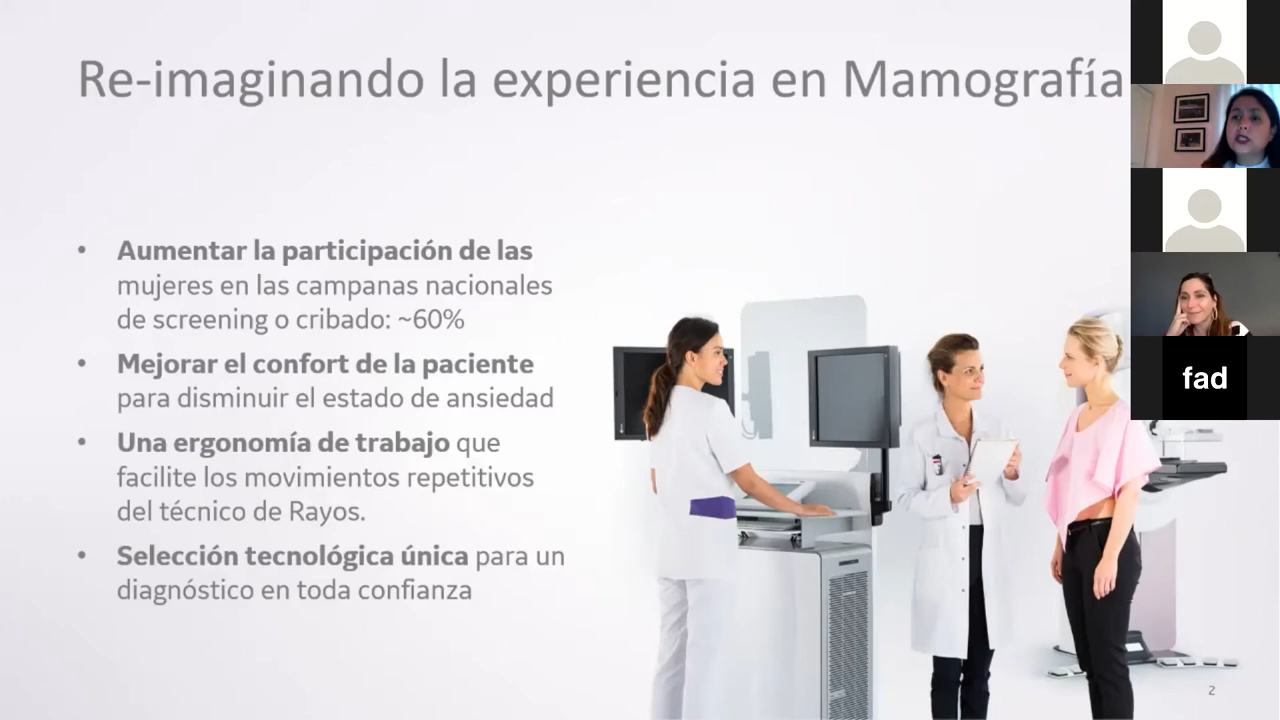 Re-imaginando la experiencia en Mamografía
• Aumentar la participación de las
mujeres en las campanas nacionales
de screening o cribado: ~60%
• Mejorar el confort de la paciente
para disminuir el estado de ansiedad
• Una ergonomía de trabajo que
facilite los movimientos repetitivos
del técnico de Rayos.
• Selección tecnológica única para un
diagnóstico en toda confianza
fad
2